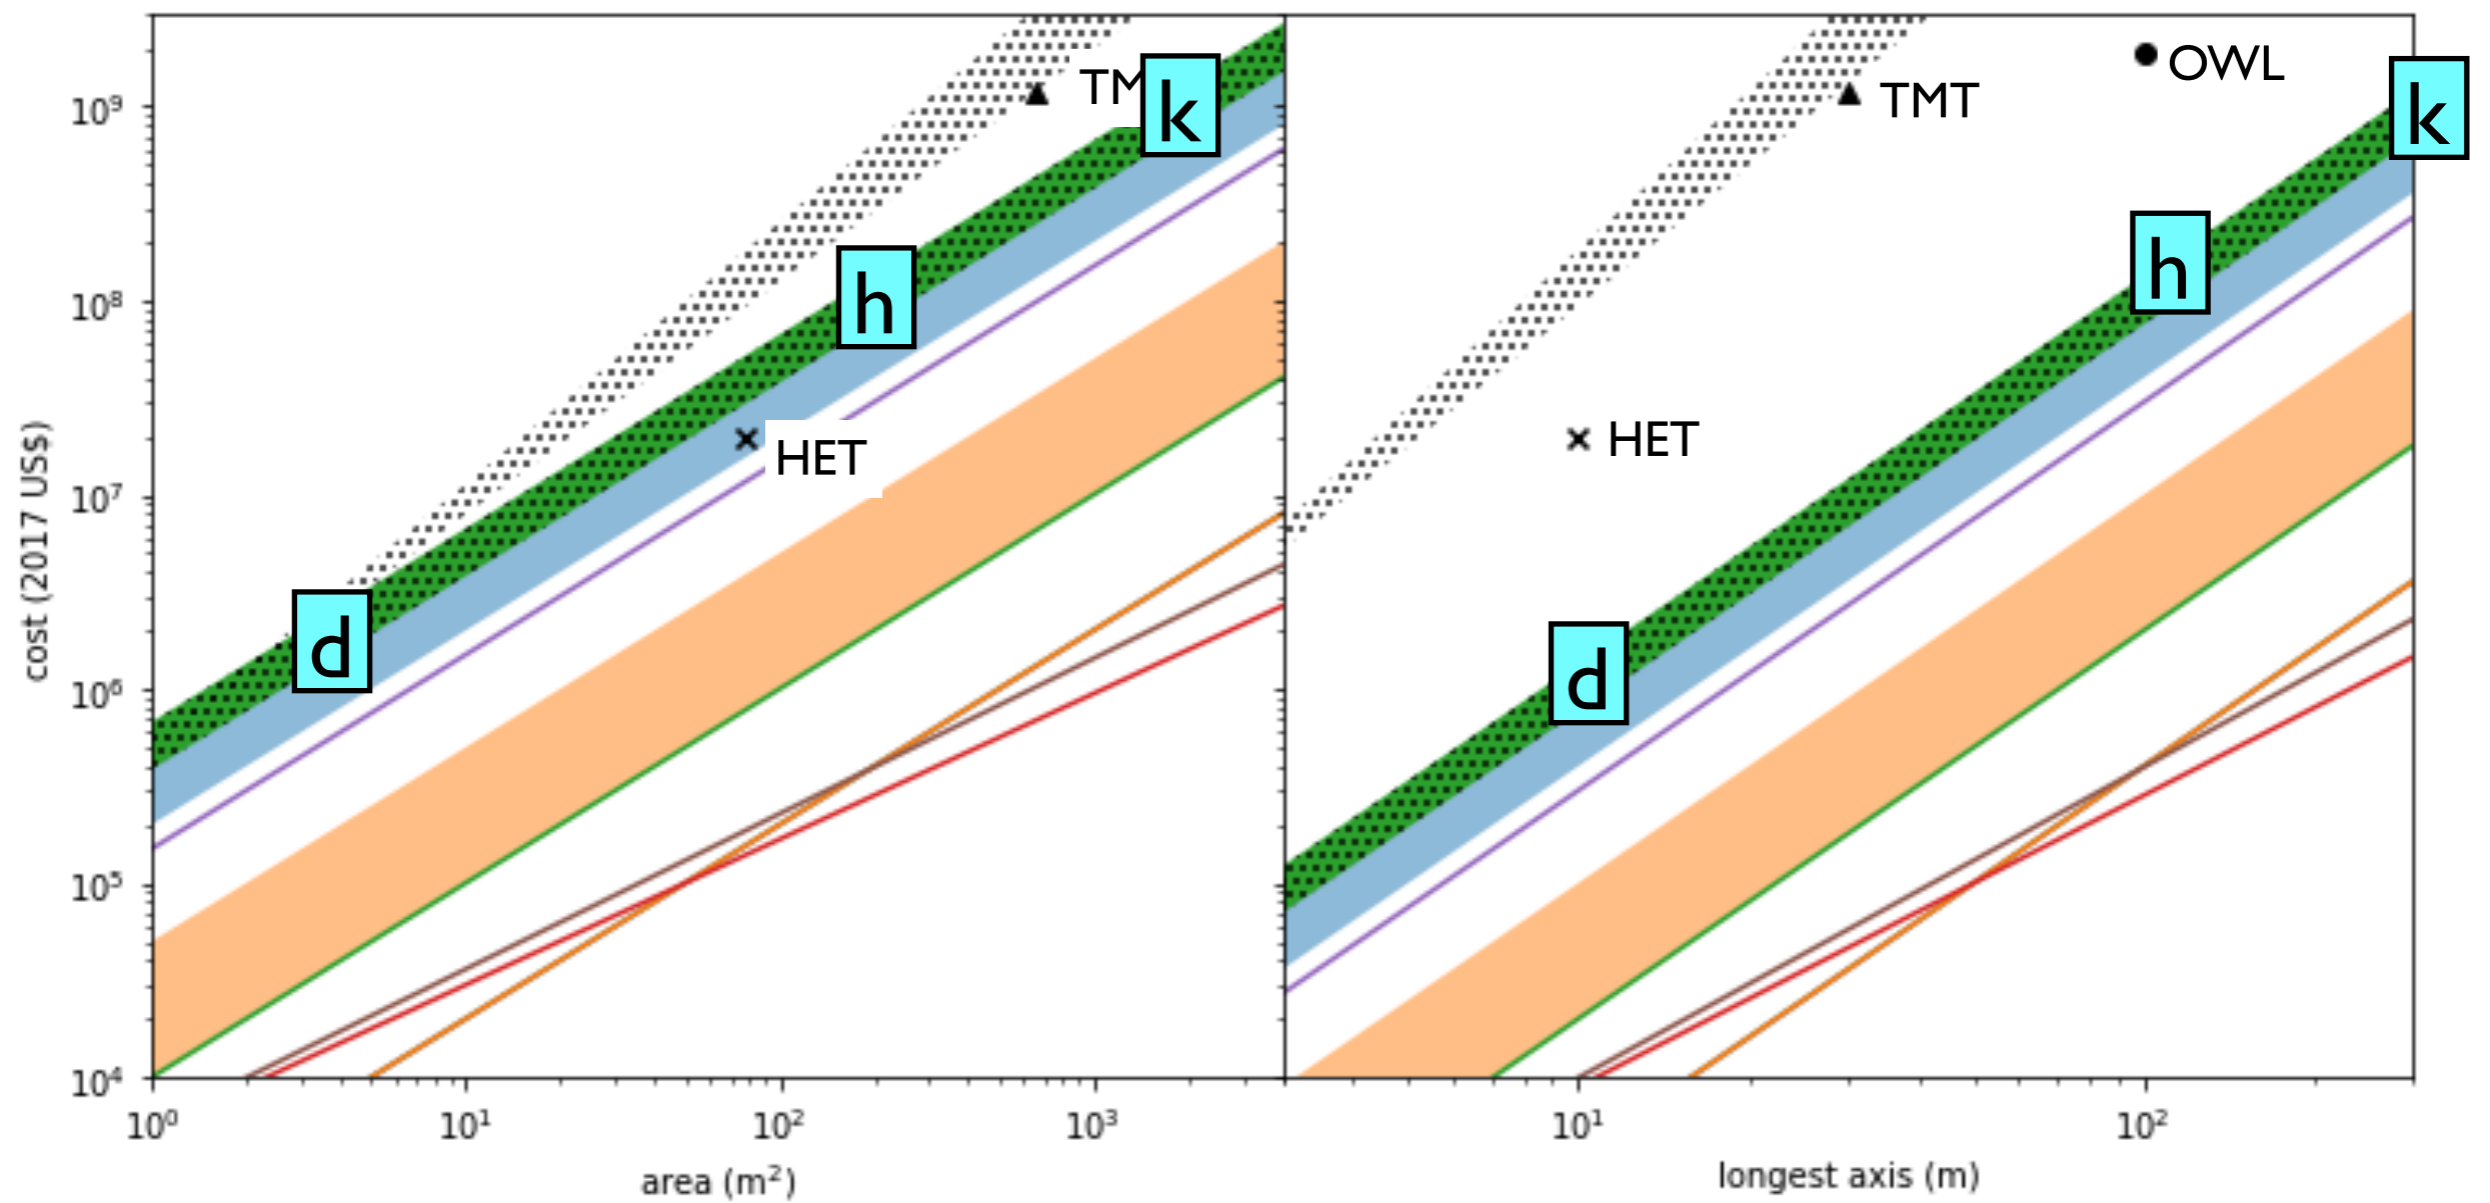 cost (2017 US$)
10⁹
10⁸
10⁷
10⁶
10⁵
10⁴
TM
k
h
HET
d
10⁰ 10¹ 10² 10³
area (m²)
OWL
TMT
k
h
HET
d
10¹ 10²
longest axis (m)